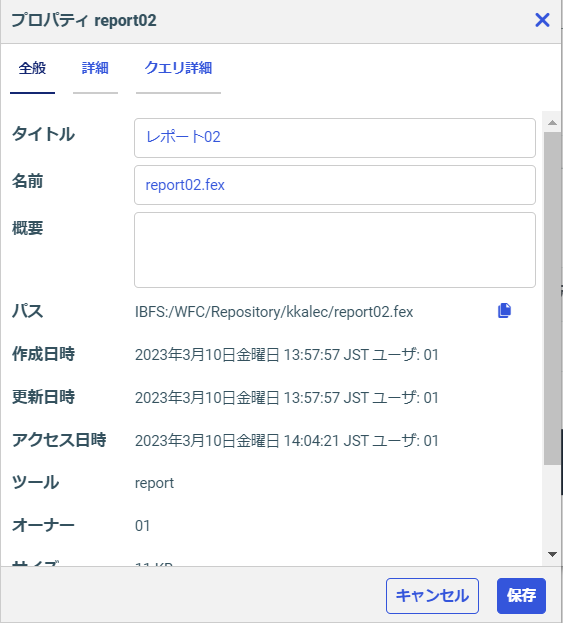 プロパティ report02
全般 詳細 クエリ詳細
タイトル レポート02
名前 report02.fex
概要
パス IBFS:/WFC/Repository/kkalec/report02.fex
作成日時 2023年3月10日金曜日 13:57:57 JST ユーザ: 01
更新日時 2023年3月10日金曜日 13:57:57 JST ユーザ: 01
アクセス日時 2023年3月10日金曜日 14:04:21 JST ユーザ: 01
ツール report
オーナー 01
サイズ 11 KB
キャンセル 保存